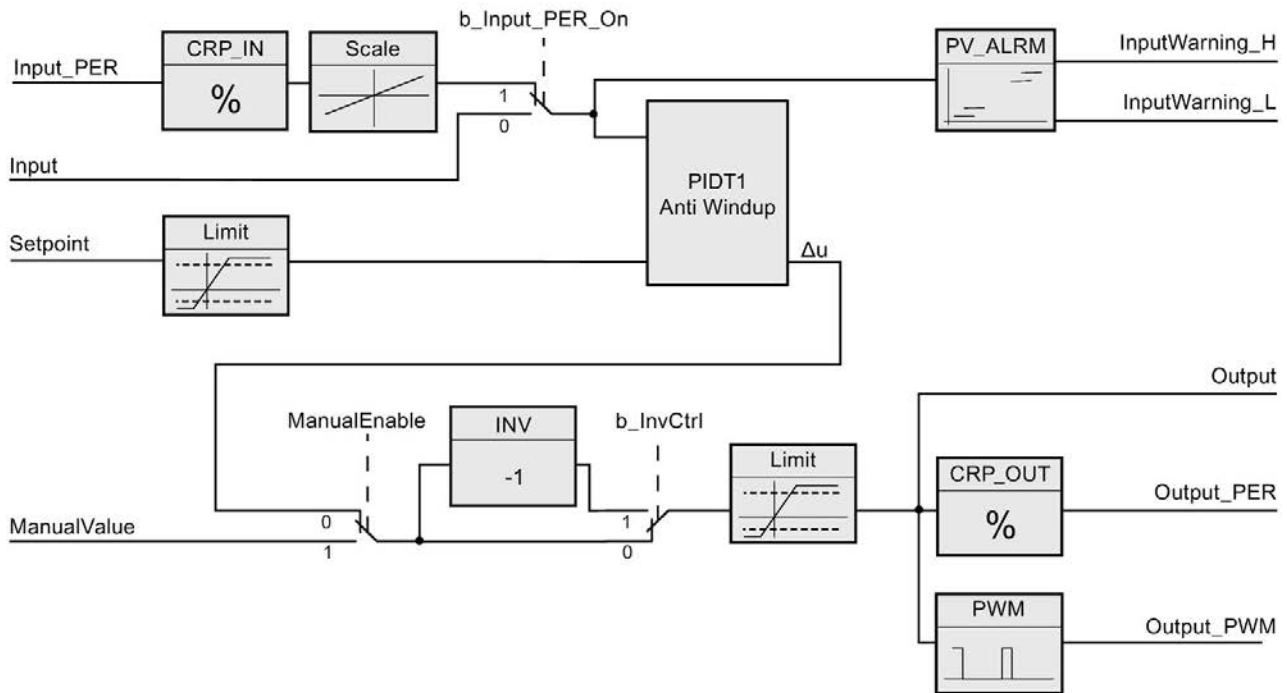 b_Input_PER_On
CRP_IN
Scale
PV_ALRM
InputWarning_H
Input_PER
%
1
0
InputWarning_L
Input
PIDT1
Anti Windup
Limit
Setpoint
Δu
Output
ManualEnable
INV
b_InvCtrl
-1
Limit
CRP_OUT
Output_PER
%
0
1
ManualValue
1
0
PWM
Output_PWM